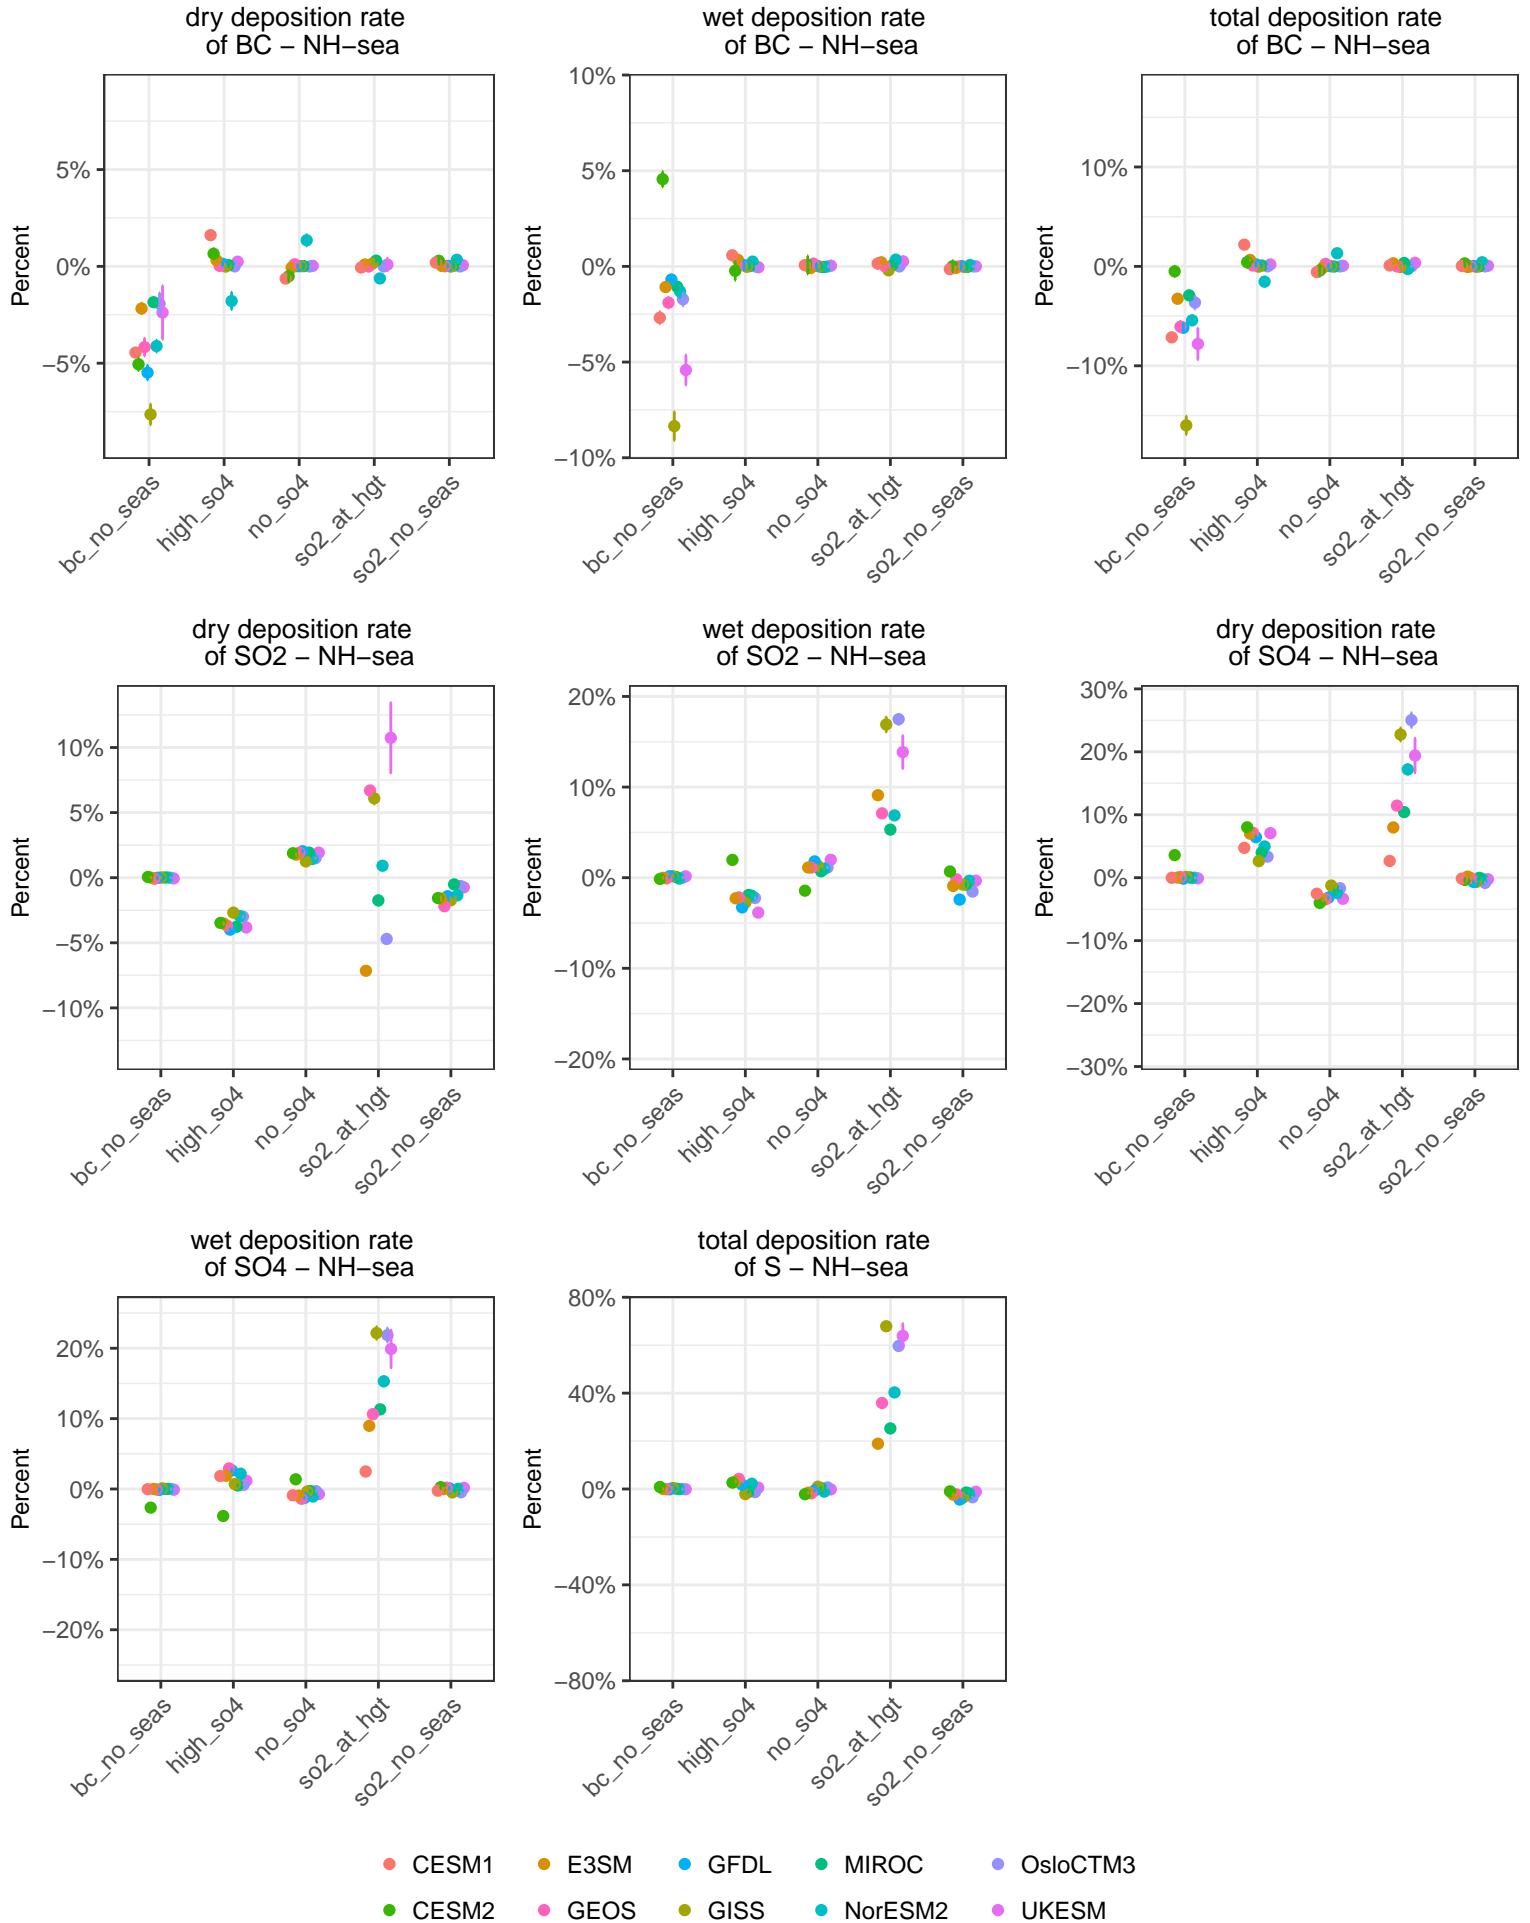 dry deposition rate
of BC − NH−sea
wet deposition rate
of BC − NH−sea
total deposition rate
of BC − NH−sea
Percent
5%
0%
−5%
bc_no_seas
high_so4
no_so4
so2_at_hgt
so2_no_seas
Percent
10%
5%
0%
−5%
−10%
bc_no_seas
high_so4
no_so4
so2_at_hgt
so2_no_seas
Percent
10%
0%
−10%
bc_no_seas
high_so4
no_so4
so2_at_hgt
so2_no_seas
dry deposition rate
of SO2 − NH−sea
wet deposition rate
of SO2 − NH−sea
dry deposition rate
of SO4 − NH−sea
Percent
10%
5%
0%
−5%
−10%
bc_no_seas
high_so4
no_so4
so2_at_hgt
so2_no_seas
Percent
20%
10%
0%
−10%
−20%
bc_no_seas
high_so4
no_so4
so2_at_hgt
so2_no_seas
Percent
30%
20%
10%
0%
−10%
−20%
−30%
bc_no_seas
high_so4
no_so4
so2_at_hgt
so2_no_seas
wet deposition rate
of SO4 − NH−sea
total deposition rate
of S − NH−sea
Percent
20%
10%
0%
−10%
−20%
bc_no_seas
high_so4
no_so4
so2_at_hgt
so2_no_seas
Percent
80%
40%
0%
−40%
−80%
bc_no_seas
high_so4
no_so4
so2_at_hgt
so2_no_seas
CESM1 E3SM GFDL MIROC OsloCTM3
CESM2 GEOS GISS NorESM2 UKESM